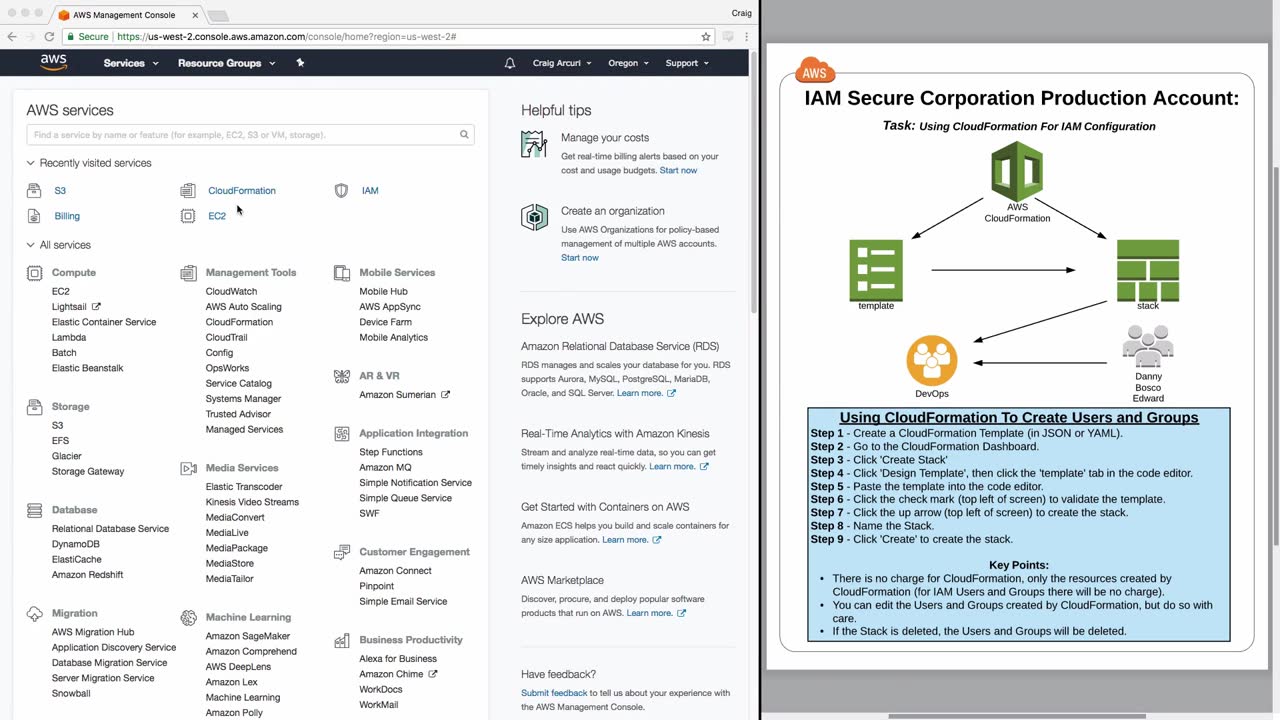 AWS Management Console
Craig
Secure
https://us-west-2.console.aws.amazon.com/console/home?region=us-west-2#
aws
Services
Resource Groups
Craig Arcuri
Oregon
Support
AWS services
Find a service by name or feature (for example, EC2, S3 or VM, storage).
Recently visited services
S3
CloudFormation
IAM
Billing
EC2
All services
Compute
EC2
Lightsail
Elastic Container Service
Lambda
Batch
Elastic Beanstalk
Storage
S3
EFS
Glacier
Storage Gateway
Database
Relational Database Service
DynamoDB
ElastiCache
Amazon Redshift
Migration
AWS Migration Hub
Application Discovery Service
Database Migration Service
Server Migration Service
Snowball
Management Tools
CloudWatch
AWS Auto Scaling
CloudFormation
CloudTrail
Config
OpsWorks
Service Catalog
Systems Manager
Trusted Advisor
Managed Services
Media Services
Elastic Transcoder
Kinesis Video Streams
MediaConvert
MediaLive
MediaPackage
MediaStore
MediaTailor
Machine Learning
Amazon SageMaker
Amazon Comprehend
AWS DeepLens
Amazon Lex
Machine Learning
Amazon Polly
Mobile Services
Mobile Hub
AWS AppSync
Device Farm
Mobile Analytics
AR & VR
Amazon Sumerian
Application Integration
Step Functions
Amazon MQ
Simple Notification Service
Simple Queue Service
SWF
Customer Engagement
Amazon Connect
Pinpoint
Simple Email Service
Business Productivity
Alexa for Business
Amazon Chime
WorkDocs
WorkMail
Helpful tips
Manage your costs
Get real-time billing alerts based on your
cost and usage budgets. Start now
Create an organization
Use AWS Organizations for policy-based
management of multiple AWS accounts.
Start now
Explore AWS
Amazon Relational Database Service (RDS)
RDS manages and scales your database for you. RDS
supports Aurora, MySQL, PostgreSQL, MariaDB,
Oracle, and SQL Server. Learn more.
Real-Time Analytics with Amazon Kinesis
Stream and analyze real-time data, so you can get
timely insights and react quickly. Learn more.
Get Started with Containers on AWS
Amazon ECS helps you build and scale containers for
any size application. Learn more.
AWS Marketplace
Discover, procure, and deploy popular software
products that run on AWS. Learn more.
Have feedback?
Submit feedback to tell us about your experience with
the AWS Management Console.
AWS
IAM Secure Corporation Production Account:
Task: Using CloudFormation For IAM Configuration
AWS
CloudFormation
template
stack
DevOps
Danny
Bosco
Edward
Using CloudFormation To Create Users and Groups
Step 1 - Create a CloudFormation Template (in JSON or YAML).
Step 2 - Go to the CloudFormation Dashboard.
Step 3 - Click 'Create Stack'
Step 4 - Click 'Design Template', then click the 'template' tab in the code editor.
Step 5 - Paste the template into the code editor.
Step 6 - Click the check mark (top left of screen) to validate the template.
Step 7 - Click the up arrow (top left of screen) to create the stack.
Step 8 - Name the Stack.
Step 9 - Click 'Create' to create the stack.
Key Points:
• There is no charge for CloudFormation, only the resources created by
CloudFormation (for IAM Users and Groups there will be no charge).
• You can edit the Users and Groups created by CloudFormation, but do so with
care.
• If the Stack is deleted, the Users and Groups will be deleted.